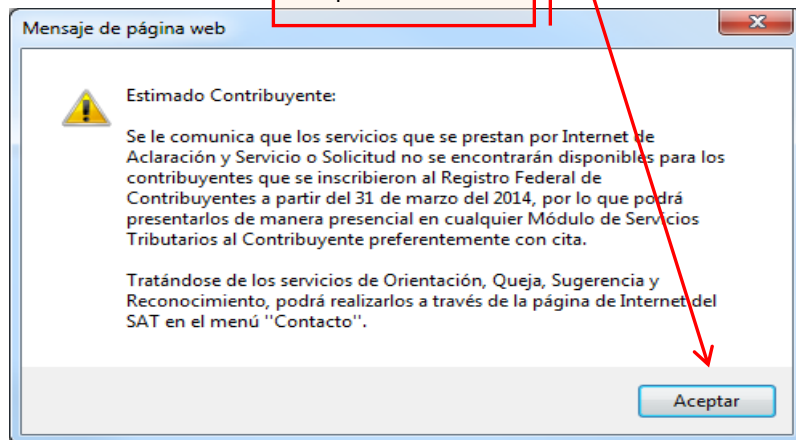 Mensaje de página web
Estimado Contribuyente:
Se le comunica que los servicios que se prestan por Internet de
Aclaración y Servicio o Solicitud no se encontrarán disponibles para los
contribuyentes que se inscribieron al Registro Federal de
Contribuyentes a partir del 31 de marzo del 2014, por lo que podrá
presentarlos de manera presencial en cualquier Módulo de Servicios
Tributarios al Contribuyente preferentemente con cita.
Tratándose de los servicios de Orientación, Queja, Sugerencia y
Reconocimiento, podrá realizarlos a través de la página de Internet del
SAT en el menú "Contacto".
Aceptar